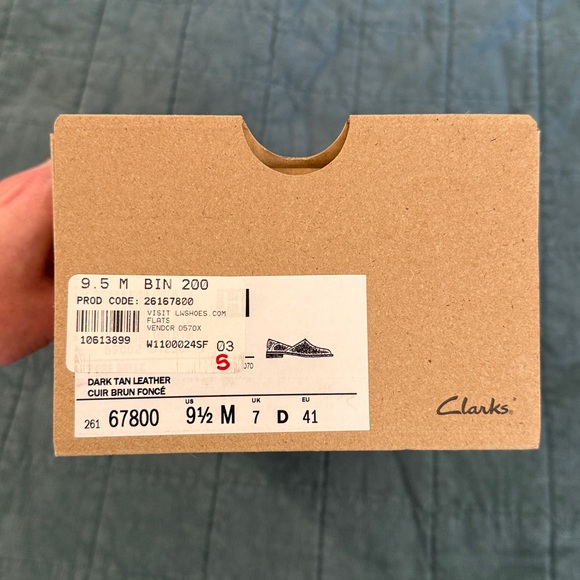 9.5 M BIN 200
PROD CODE: 26167800
VISIT LWSHOES.COM
FLATS
VENDOR 0570X
10613899
W1100024SF 03
S
070
DARK TAN LEATHER
CUIR BRUN FONCÉ
US UK EU
261 67800 9½ M 7 D 41
Clarks